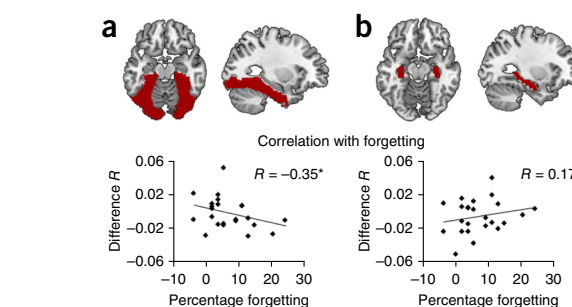 a b
Correlation with forgetting
0.06 0.06
R = −0.35* R = 0.17
0.02 0.02
Difference R Difference R
−0.02 −0.02
−0.06 −0.06
−10 0 10 20 30 −10 0 10 20 30
Percentage forgetting Percentage forgetting